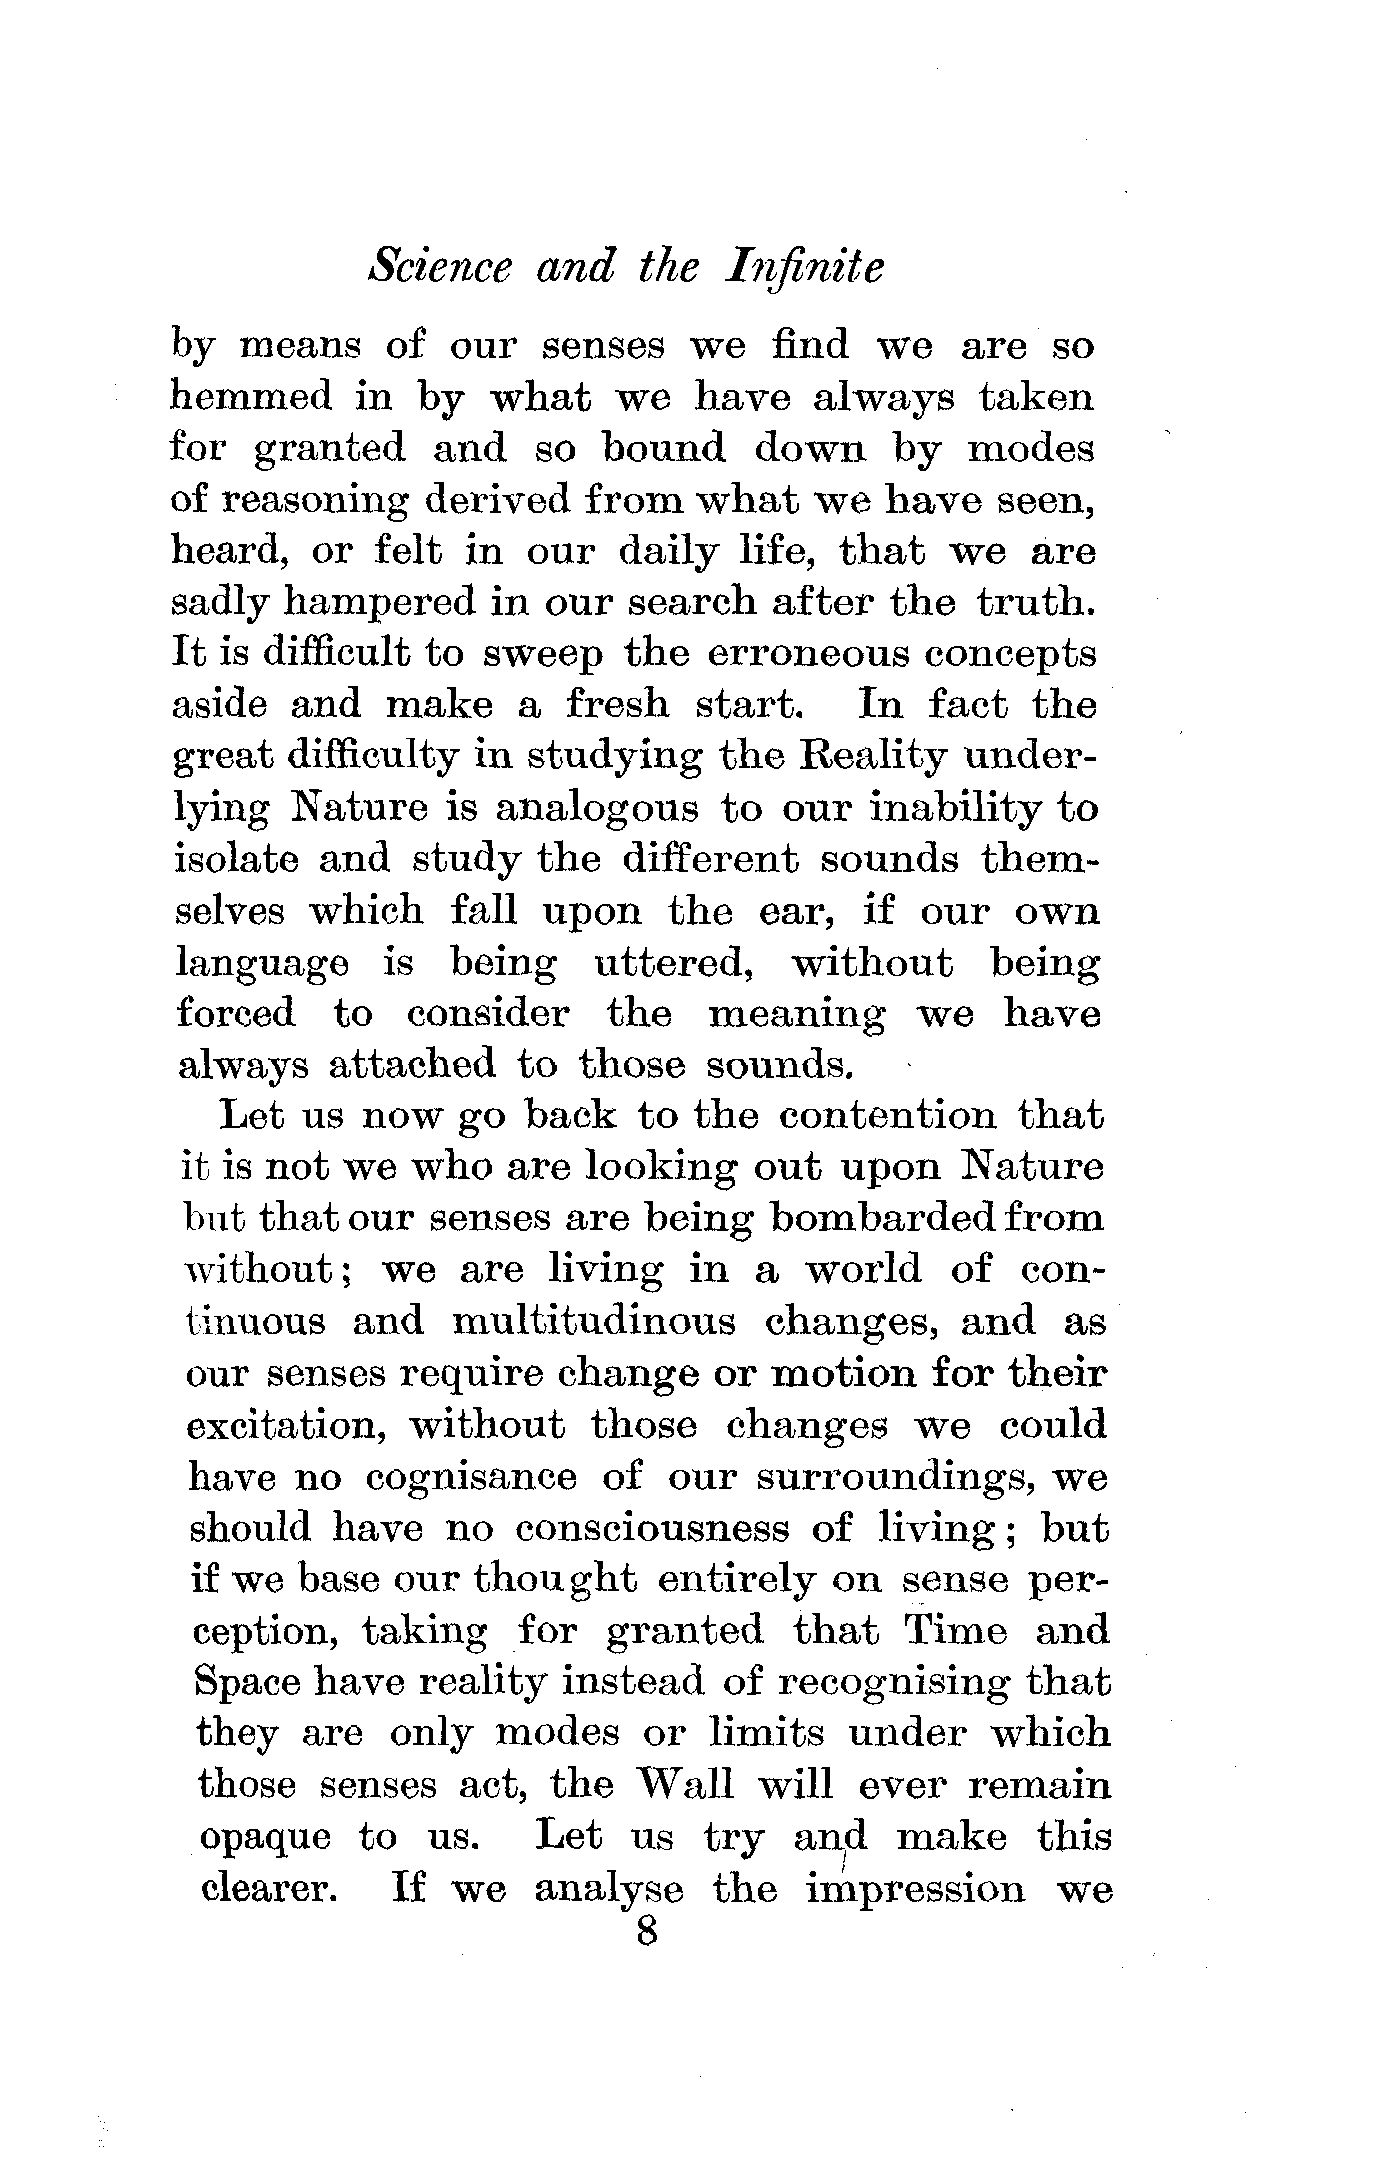 Science and the Infinite
by means of our senses we find we are so
hemmed in by what we have always taken
for granted and so bound down by modes
of reasoning derived from what we have seen,
heard, or felt in our daily life, that we are
sadly hampered in our search after the truth.
It is difficult to sweep the erroneous concepts
aside and make a fresh start. In fact the
great difficulty in studying the Reality under-
lying Nature is analogous to our inability to
isolate and study the different sounds them-
selves which fall upon the ear, if our own
language is being uttered, without being
forced to consider the meaning we have
always attached to those sounds.
Let us now go back to the contention that
it is not we who are looking out upon Nature
but that our senses are being bombarded from
without; we are living in a world of con-
tinuous and multitudinous changes, and as
our senses require change or motion for their
excitation, without those changes we could
have no cognisance of our surroundings, we
should have no consciousness of living; but
if we base our thought entirely on sense per-
ception, taking for granted that Time and
Space have reality instead of recognising that
they are only modes or limits under which
those senses act, the Wall will ever remain
opaque to us. Let us try and make this
clearer. If we analyse the impression we
8